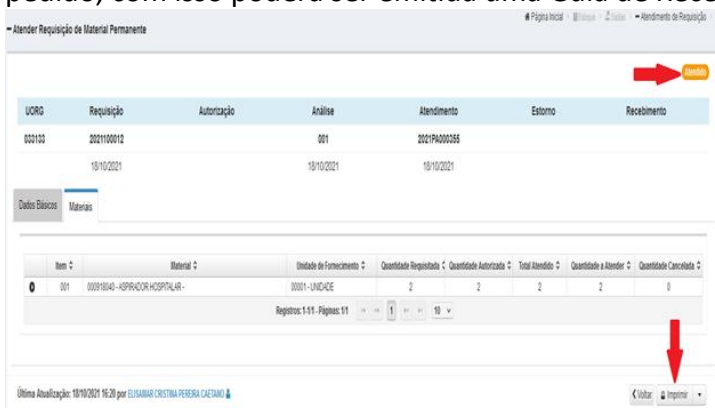 pedido, com isso poderá ser emitida uma Guia de Rece
Atender Requisição de Material Permanente
Página Inicial Estoque Saídas Atendimento de Requisição
Atendido
UORG Requisição Autorização Análise Atendimento Estorno Recebimento
033133 2021100012 001 2021PA000355
18/10/2021 18/10/2021 18/10/2021
Dados Básicos Materiais
Item Material Unidade de Fornecimento Quantidade Requisitada Quantidade Autorizada Total Atendido Quantidade a Atender Quantidade Cancelada
001 000918040 - ASPIRADOR HOSPITALAR - 00001 - UNIDADE 2 2 2 2 0
Registros: 1-1/1 - Páginas: 1/1 1 10
Última Atualização: 18/10/2021 16:20 por ELISAMAR CRISTINA PEREIRA CAETANO
Voltar Imprimir